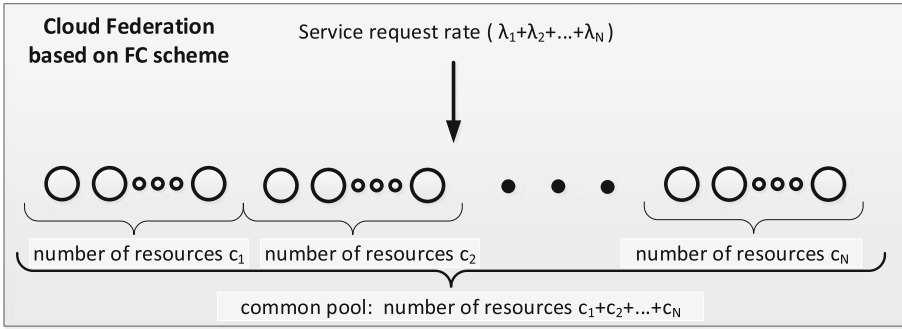 Cloud Federation
based on FC scheme
Service request rate ( λ₁+λ₂+...+λN)
number of resources c₁
number of resources c₂
number of resources cN
common pool: number of resources c₁+c₂+...+cN